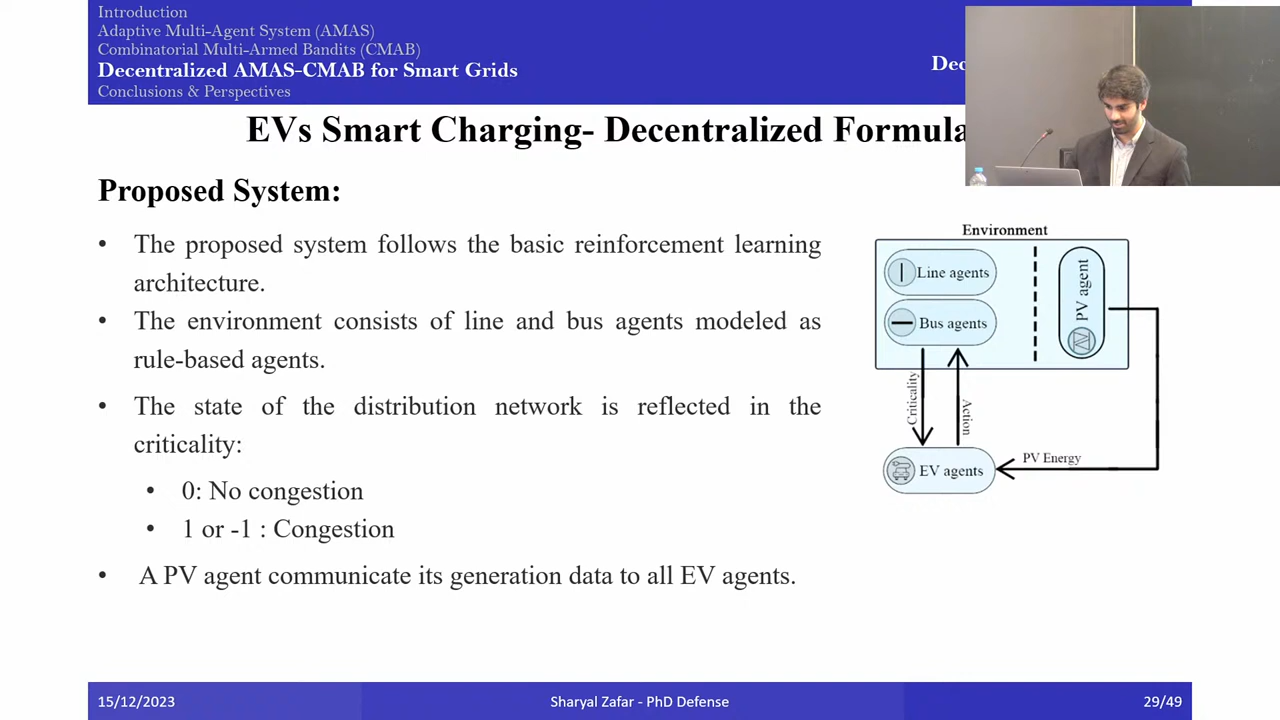 Introduction
Adaptive Multi-Agent System (AMAS)
Combinatorial Multi-Armed Bandits (CMAB)
Decentralized AMAS-CMAB for Smart Grids
Conclusions & Perspectives
EVs Smart Charging- Decentralized
Proposed System:
• The proposed system follows the basic reinforcement learning
architecture.
• The environment consists of line and bus agents modeled as
rule-based agents.
• The state of the distribution network is reflected in the
criticality:
• 0: No congestion
• 1 or -1 : Congestion
• A PV agent communicate its generation data to all EV agents.
Environment
Line agents
Bus agents
PV agent
Criticality
Action
EV agents
PV Energy
15/12/2023
Sharyal Zafar - PhD Defense
29/49